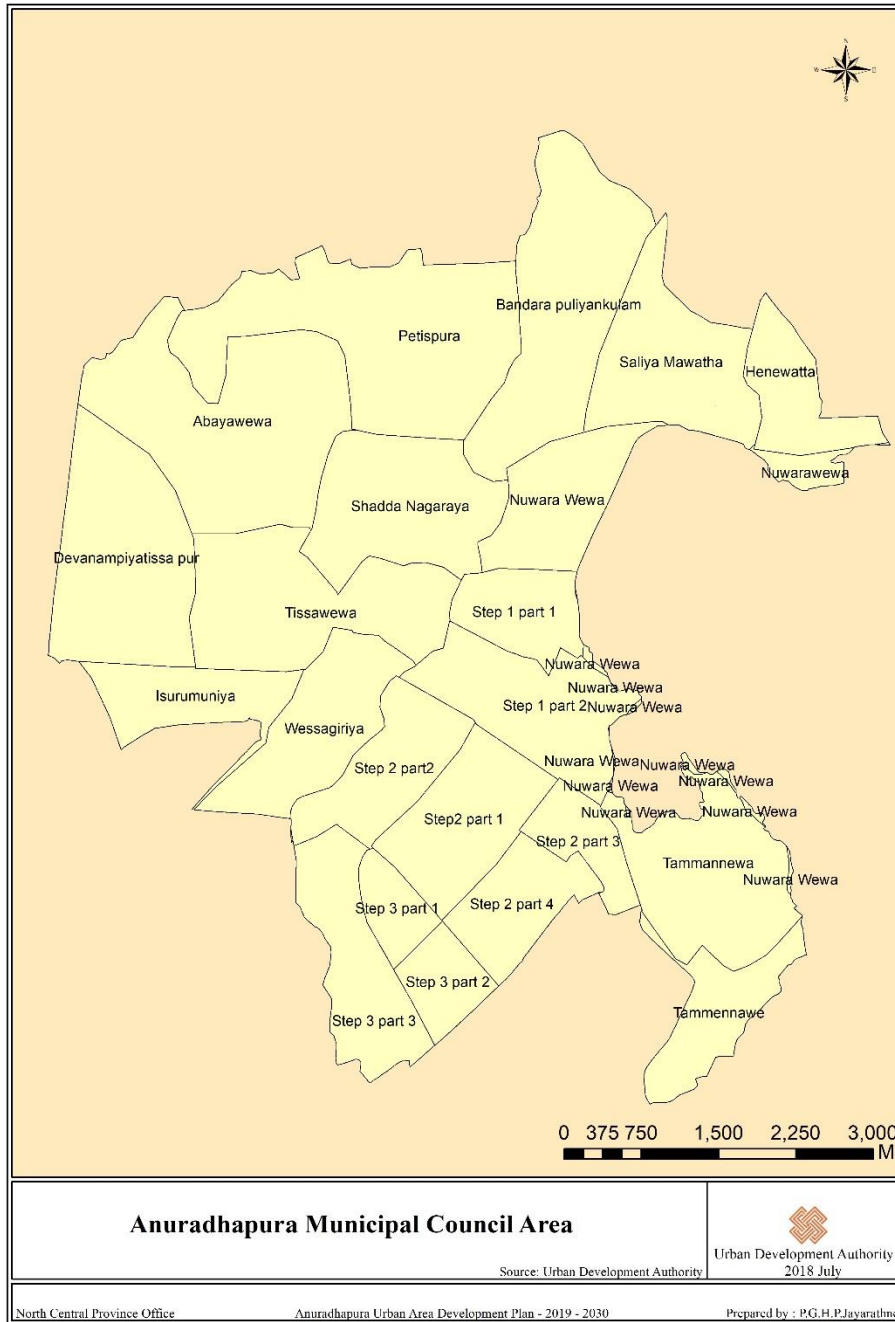 N
W
E
S
Bandara puliyankulam
Petispura
Saliya Mawatha
Henewatta
Abayawewa
Nuwarawewa
Shadda Nagaraya
Nuwara Wewa
Devanampiyatissa pur
Tissawewa
Step 1 part 1
Nuwara Wewa
Nuwara Wewa
Isurumuniya
Step 1 part 2
Nuwara Wewa
Wessagiriya
Nuwara Wewa
Nuwara Wewa
Step 2 part2
Nuwara Wewa
Nuwara Wewa
Nuwara Wewa
Nuwara Wewa
Step2 part 1
Step 2 part 3
Tammannewa
Nuwara Wewa
Step 3 part 1
Step 2 part 4
Step 3 part 2
Tammennawe
Step 3 part 3
0 375 750 1,500 2,250 3,000
M
Anuradhapura Municipal Council Area
Source: Urban Development Authority
Urban Development Authority
2018 July
North Central Province Office
Anuradhapura Urban Area Development Plan - 2019 - 2030
Prepared by : P.G.H.P.Jayarathne